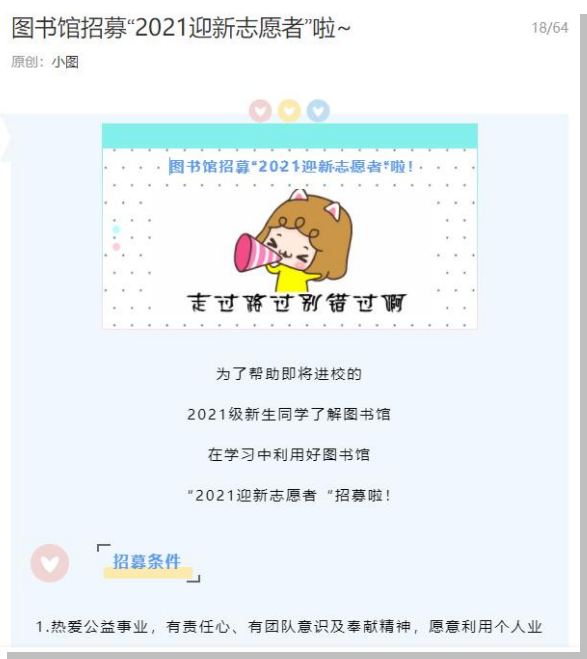 图书馆招募“2021迎新志愿者”啦~
18/64
原创：小图
图书馆招募“2021迎新志愿者”啦！
走过路过别错过啊
为了帮助即将进校的
2021级新生同学了解图书馆
在学习中利用好图书馆
“2021迎新志愿者“招募啦！
招募条件
1.热爱公益事业，有责任心、有团队意识及奉献精神，愿意利用个人业